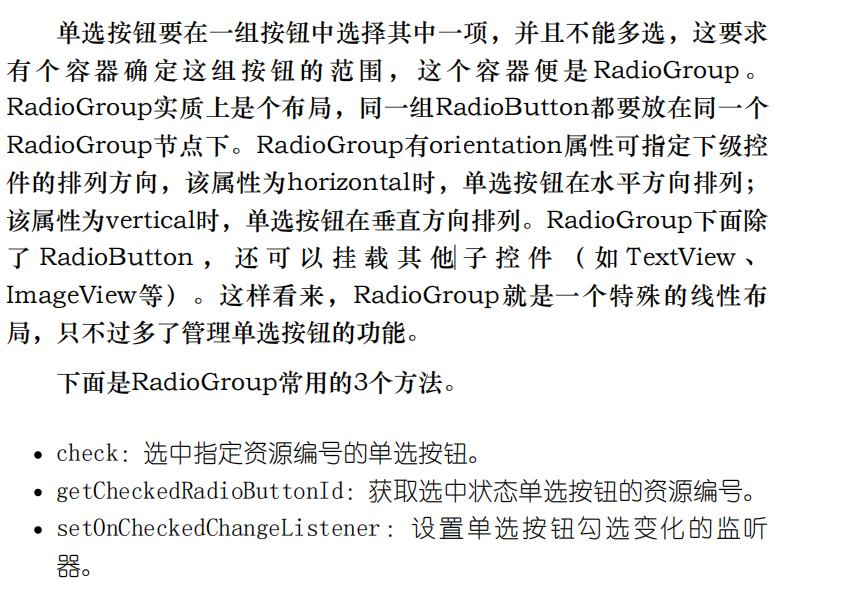 单选按钮要在一组按钮中选择其中一项，并且不能多选，这要求
有个容器确定这组按钮的范围，这个容器便是RadioGroup。
RadioGroup实质上是个布局，同一组RadioButton都要放在同一个
RadioGroup节点下。RadioGroup有orientation属性可指定下级控
件的排列方向，该属性为horizontal时，单选按钮在水平方向排列；
该属性为vertical时，单选按钮在垂直方向排列。RadioGroup下面除
了RadioButton，还可以挂载其他子控件（如TextView、
ImageView等）。这样看来，RadioGroup就是一个特殊的线性布
局，只不过多了管理单选按钮的功能。
下面是RadioGroup常用的3个方法。
• check：选中指定资源编号的单选按钮。
• getCheckedRadioButtonId：获取选中状态单选按钮的资源编号。
• setOnCheckedChangeListener：设置单选按钮勾选变化的监听
器。